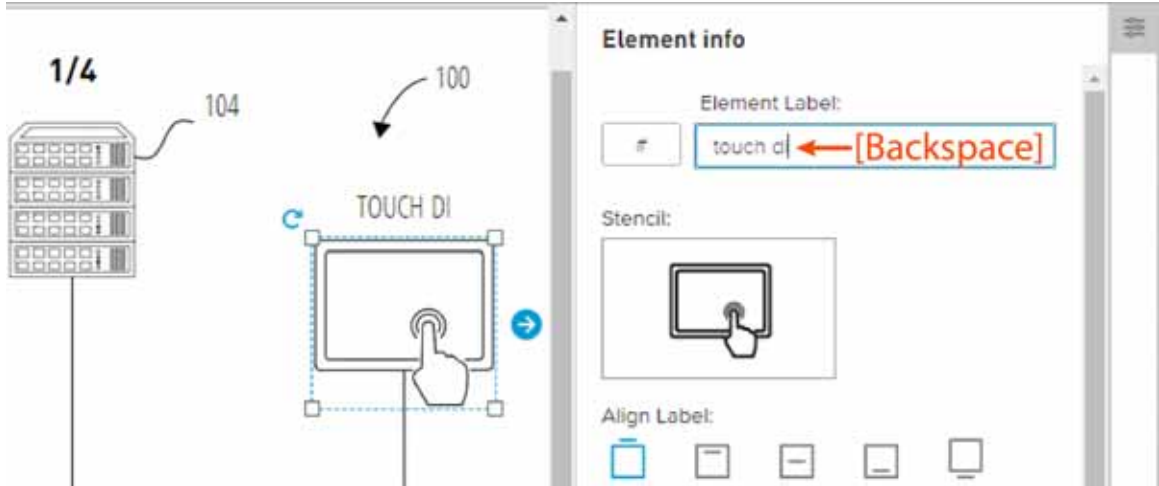 1/4
104
100
TOUCH DI
Element info
Element Label:
#
touch di
[Backspace]
Stencil:
Align Label: